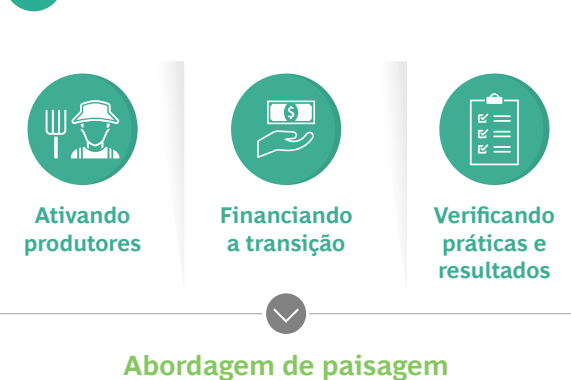 Ativando
produtores
Financiando
a transição
Verificando
práticas e
resultados
Abordagem de paisagem